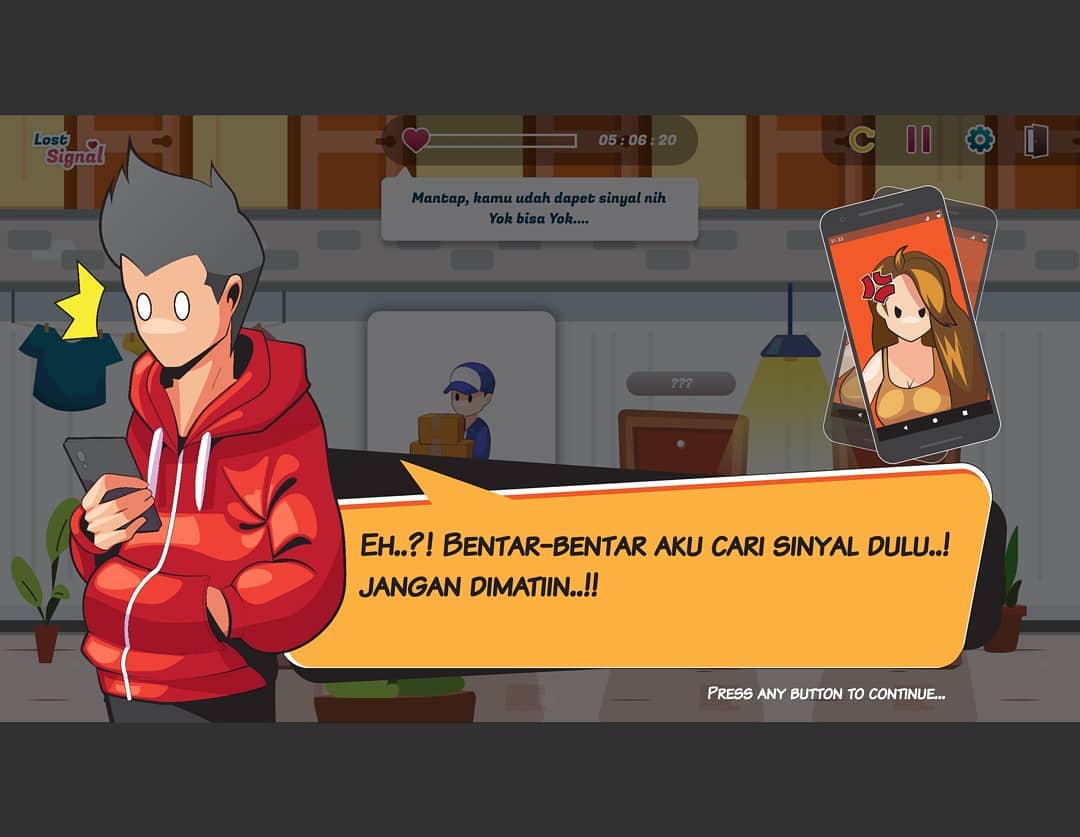 Lost
Signal
05 : 06 : 20
Mantap, kamu udah dapet sinyal nih
Yok bisa Yok....
???
EH..?! BENTAR-BENTAR AKU CARI SINYAL DULU..!
JANGAN DIMATIIN..!!
PRESS ANY BUTTON TO CONTINUE...